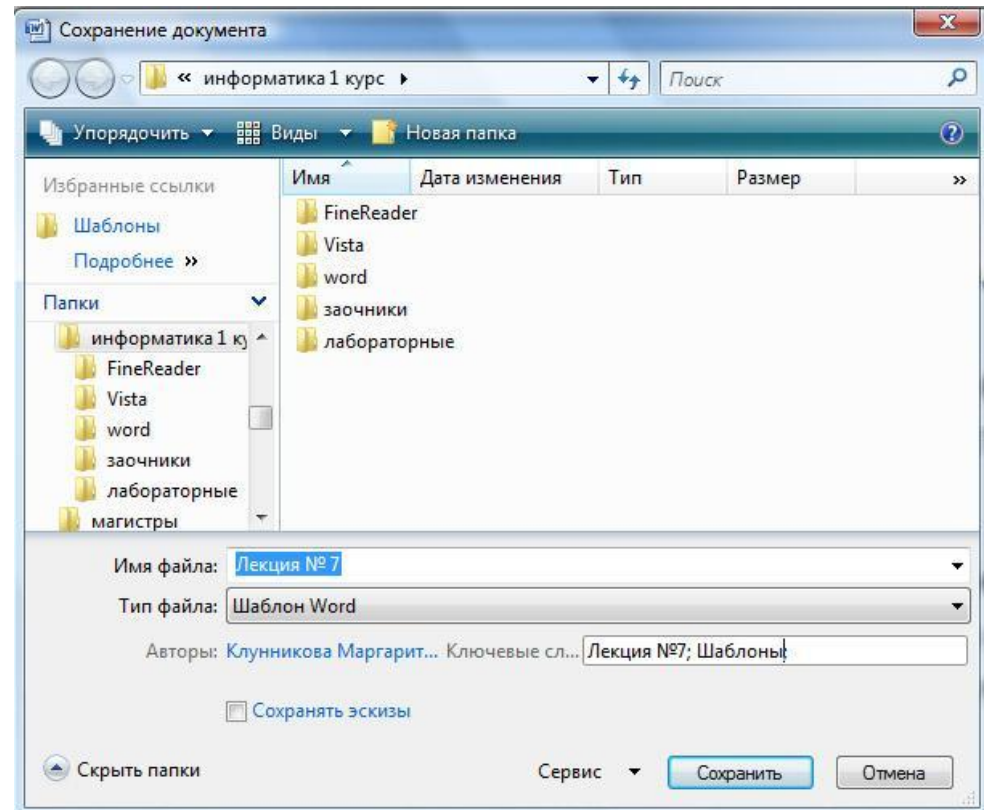 Сохранение документа
« информатика 1 курс
Поиск
Упорядочить Виды Новая папка
Избранные ссылки
Шаблоны
Подробнее »
Папки
информатика 1 к
FineReader
Vista
word
заочники
лабораторные
магистры
Имя Дата изменения Тип Размер »
FineReader
Vista
word
заочники
лабораторные
Имя файла: Лекция № 7
Тип файла: Шаблон Word
Авторы: Клунникова Маргарит... Ключевые сл... Лекция №7; Шаблоны;
Сохранять эскизы
Скрыть папки Сервис Сохранить Отмена